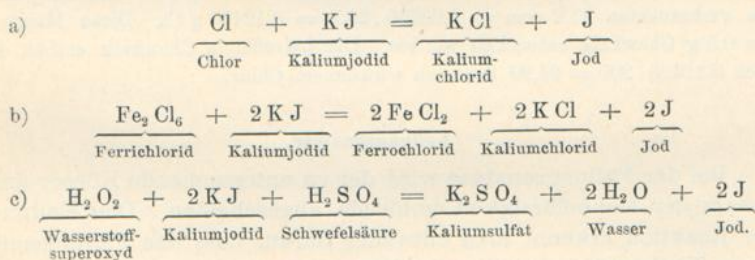 a) Cl + KJ = KCl + J
Chlor Kaliumjodid Kalium- Jod
chlorid
b) Fe₂Cl₆ + 2KJ = 2FeCl₂ + 2KCl + 2J
Ferrichlorid Kaliumjodid Ferrochlorid Kaliumchlorid Jod
c) H₂O₂ + 2KJ + H₂SO₄ = K₂SO₄ + 2H₂O + 2J
Wasserstoff- Kaliumjodid Schwefelsäure Kaliumsulfat Wasser Jod.
superoxyd